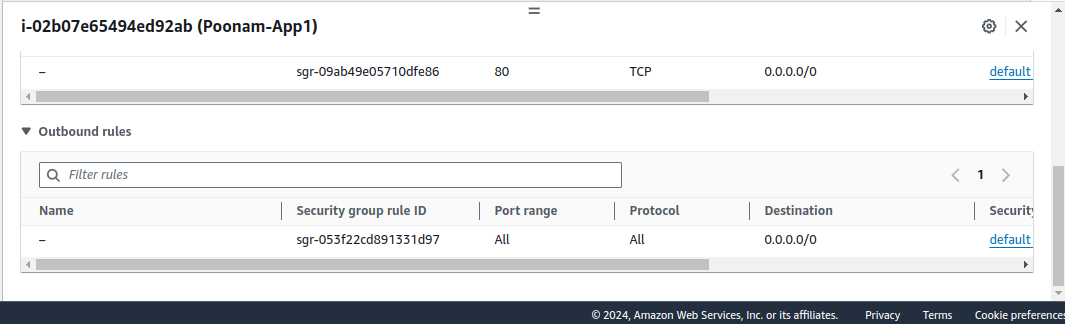 i-02b07e65494ed92ab (Poonam-App1)
– sgr-09ab49e05710dfe86 80 TCP 0.0.0.0/0 default
Outbound rules
Filter rules
1
Name Security group rule ID Port range Protocol Destination Security
– sgr-053f22cd891331d97 All All 0.0.0.0/0 default
© 2024, Amazon Web Services, Inc. or its affiliates. Privacy Terms Cookie preferences